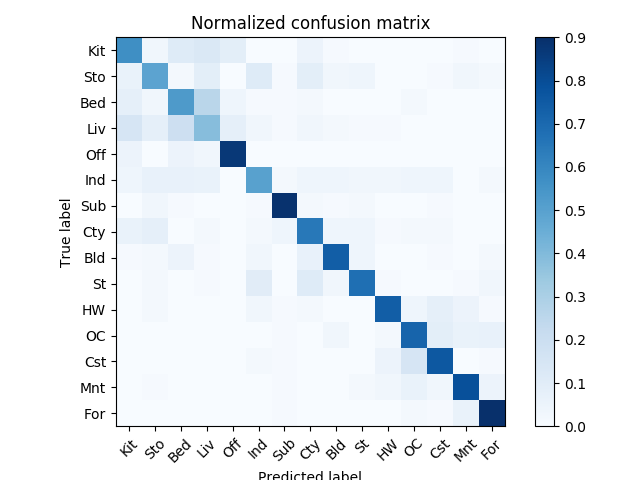 Normalized confusion matrix
True label
Kit
Sto
Bed
Liv
Off
Ind
Sub
Cty
Bld
St
HW
OC
Cst
Mnt
For
Kit Sto Bed Liv Off Ind Sub Cty Bld St HW OC Cst Mnt For
Predicted label
0.9
0.8
0.7
0.6
0.5
0.4
0.3
0.2
0.1
0.0